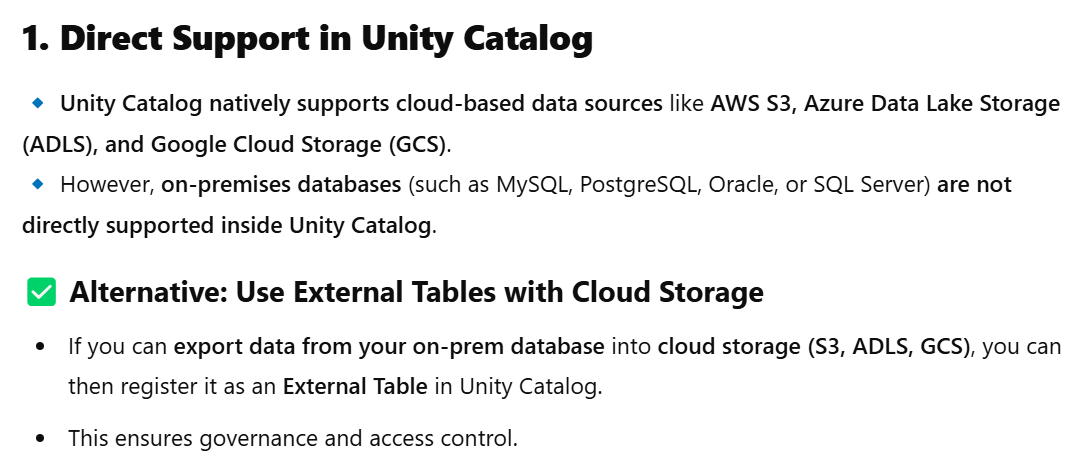 1. Direct Support in Unity Catalog
🔹 Unity Catalog natively supports cloud-based data sources like AWS S3, Azure Data Lake Storage
(ADLS), and Google Cloud Storage (GCS).
🔹 However, on-premises databases (such as MySQL, PostgreSQL, Oracle, or SQL Server) are not
directly supported inside Unity Catalog.
✅ Alternative: Use External Tables with Cloud Storage
• If you can export data from your on-prem database into cloud storage (S3, ADLS, GCS), you can
then register it as an External Table in Unity Catalog.
• This ensures governance and access control.